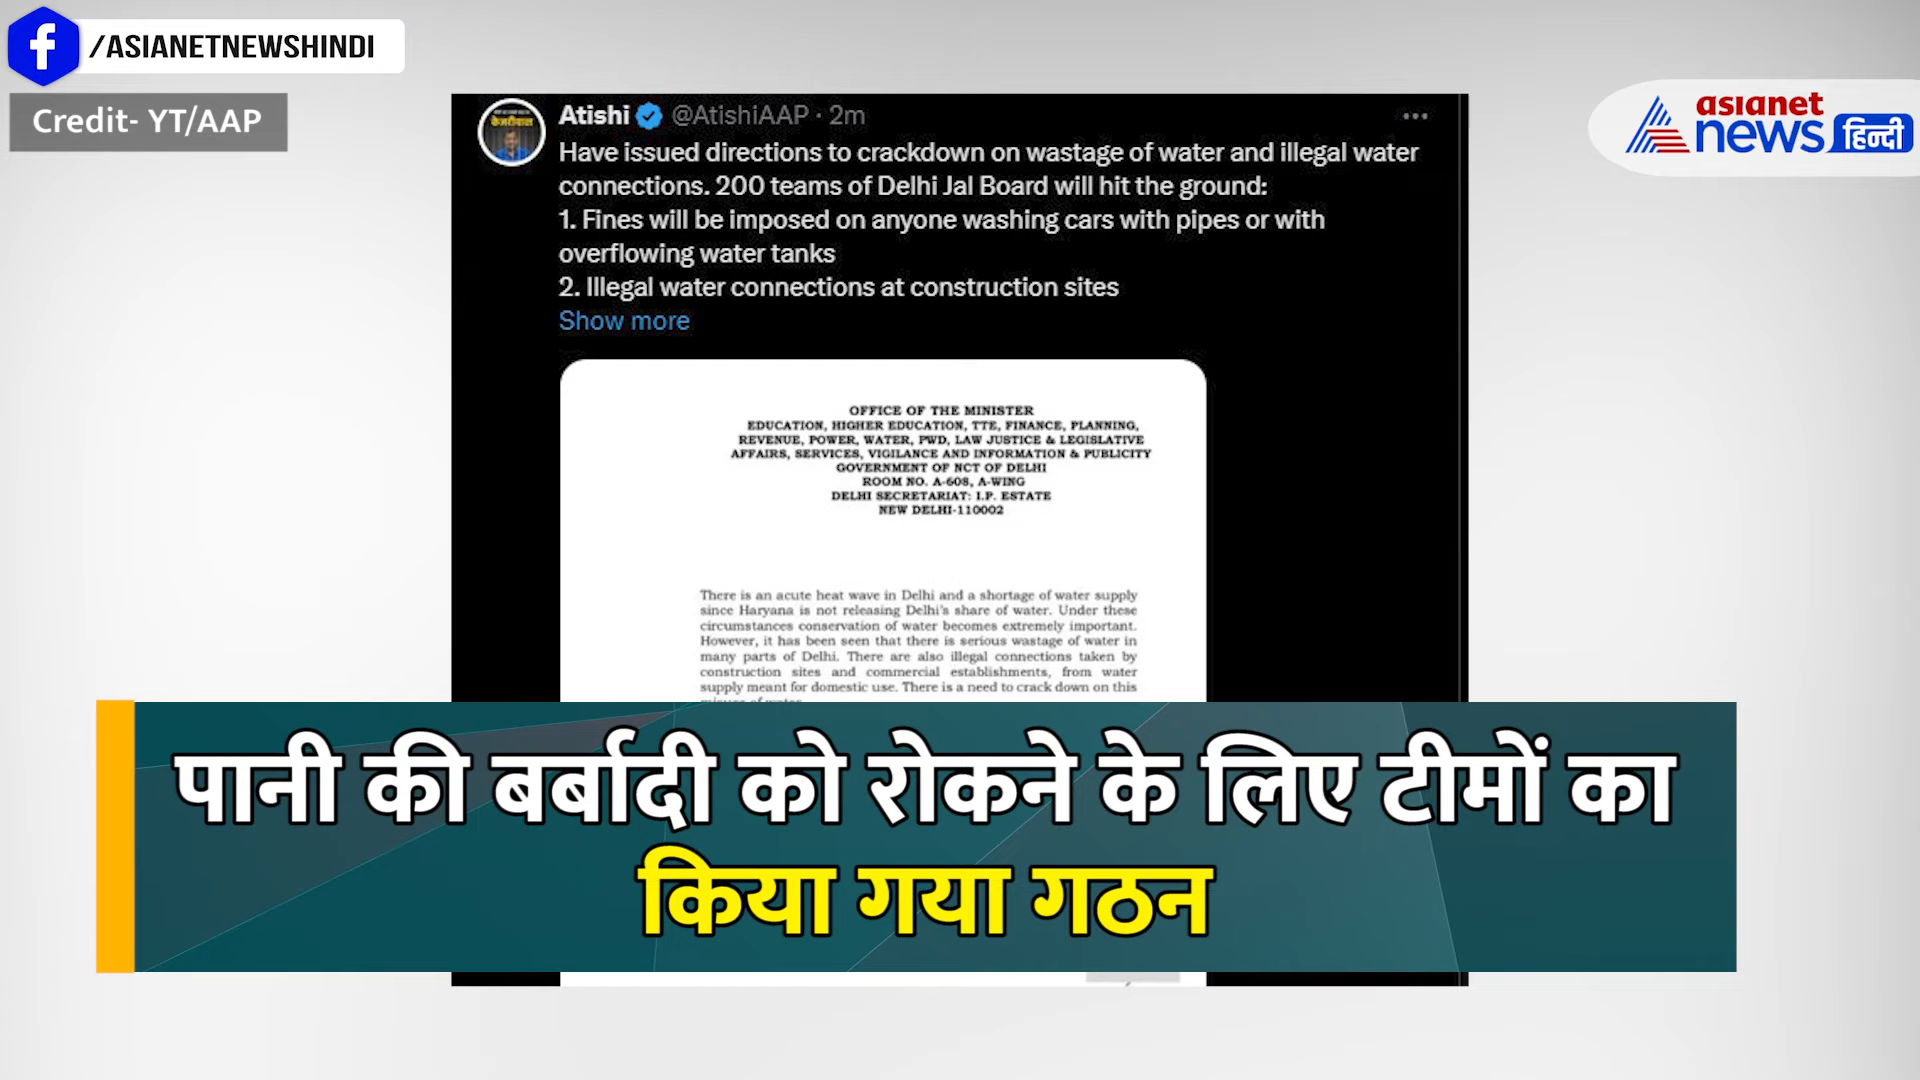 f /ASIANETNEWSHINDI
Credit- YT/AAP
asianet
news हिन्दी
केजरीवाल
Atishi @AtishiAAP · 2m
Have issued directions to crackdown on wastage of water and illegal water
connections. 200 teams of Delhi Jal Board will hit the ground:
1. Fines will be imposed on anyone washing cars with pipes or with
overflowing water tanks
2. Illegal water connections at construction sites
Show more
OFFICE OF THE MINISTER
EDUCATION, HIGHER EDUCATION, TTE, FINANCE, PLANNING,
REVENUE, POWER, WATER, PWD, LAW JUSTICE & LEGISLATIVE
AFFAIRS, SERVICES, VIGILANCE AND INFORMATION & PUBLICITY
GOVERNMENT OF NCT OF DELHI
ROOM NO. A-608, A-WING
DELHI SECRETARIAT: I.P. ESTATE
NEW DELHI-110002
There is an acute heat wave in Delhi and a shortage of water supply
since Haryana is not releasing Delhi's share of water. Under these
circumstances conservation of water becomes extremely important.
However, it has been seen that there is serious wastage of water in
many parts of Delhi. There are also illegal connections taken by
construction sites and commercial establishments, from water
supply meant for domestic use. There is a need to crack down on this
पानी की बर्बादी को रोकने के लिए टीमों का
किया गया गठन